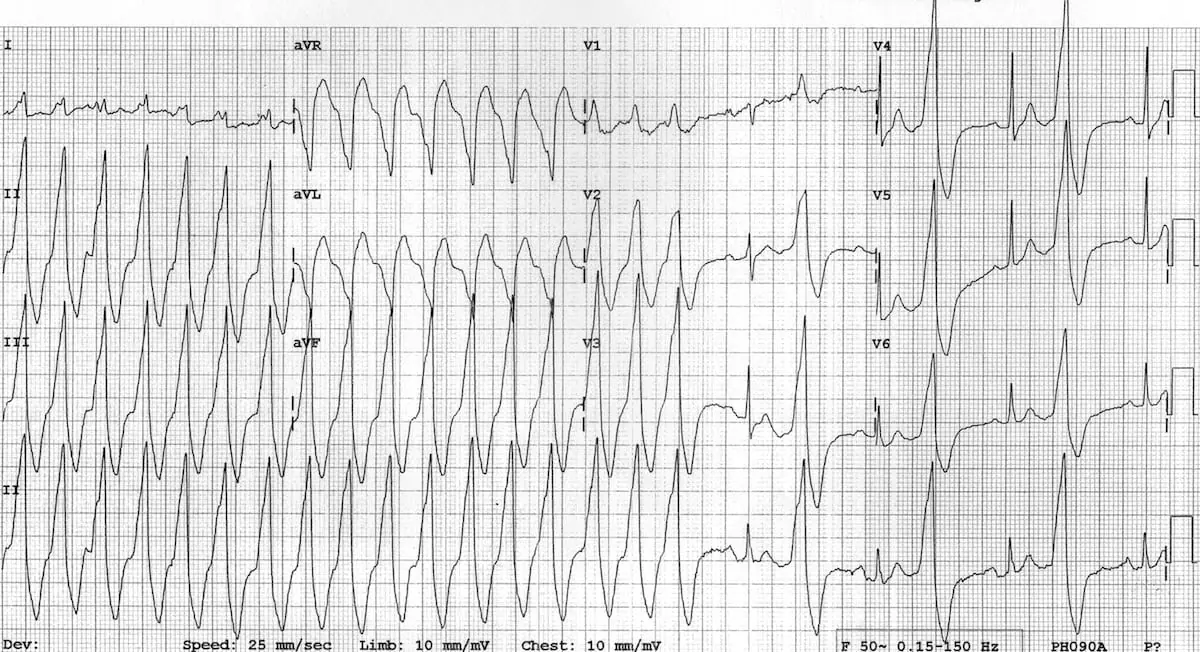 I aVR V1 V4
II aVL V2 V5
III aVF V3 V6
II
Dev: Speed: 25 mm/sec Limb: 10 mm/mV Chest: 10 mm/mV F 50~ 0.15-150 Hz PH090A P?